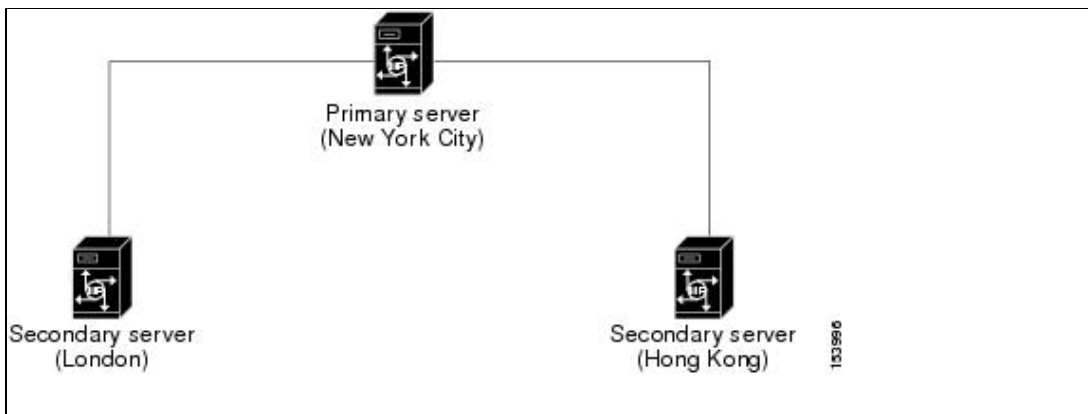 Primary server
(New York City)
Secondary server
(London)
Secondary server
(Hong Kong)
153996